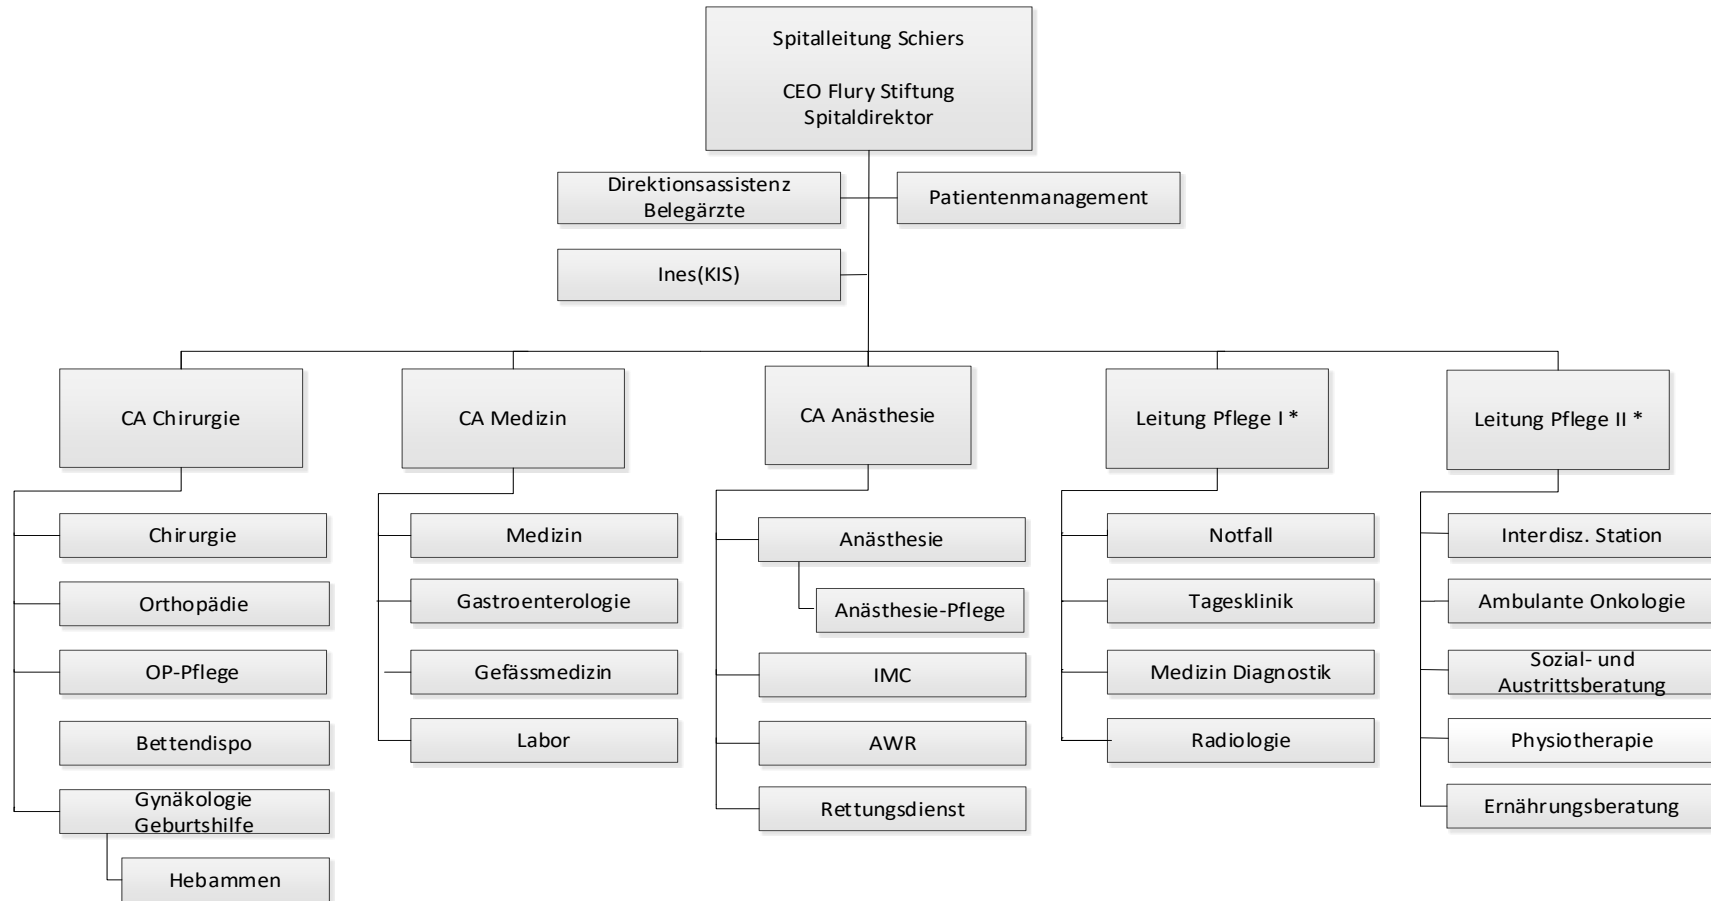 Spitalleitung Schiers
CEO Flury Stiftung
Spitaldirektor
Direktionsassistenz
Belegärzte
Patientenmanagement
Ines(KIS)
CA Chirurgie
CA Medizin
CA Anästhesie
Leitung Pflege I *
Leitung Pflege II *
Chirurgie
Orthopädie
OP-Pflege
Bettendispo
Gynäkologie
Geburtshilfe
Hebammen
Medizin
Gastroenterologie
Gefässmedizin
Labor
Anästhesie
Anästhesie-Pflege
IMC
AWR
Rettungsdienst
Notfall
Tagesklinik
Medizin Diagnostik
Radiologie
Interdisz. Station
Ambulante Onkologie
Sozial- und
Austrittsberatung
Physiotherapie
Ernährungsberatung